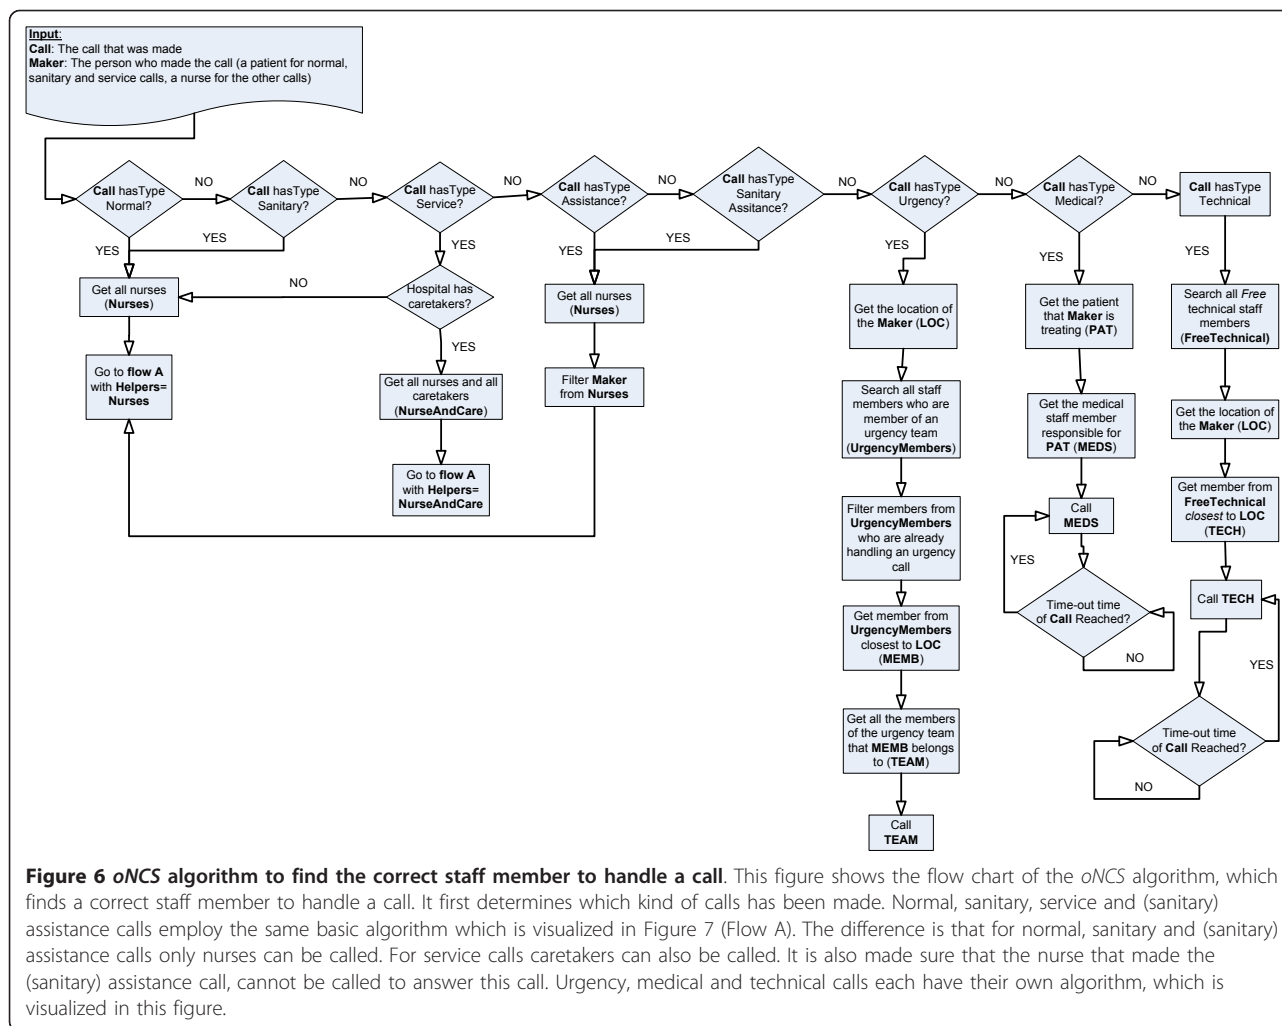 Input:
Call: The call that was made
Maker: The person who made the call (a patient for normal,
sanitary and service calls, a nurse for the other calls)
Call hasType
Normal?
NO
YES
Call hasType
Sanitary?
NO
YES
Call hasType
Service?
NO
YES
Call hasType
Assistance?
NO
YES
Call hasType
Sanitary
Assitance?
NO
YES
Call hasType
Urgency?
NO
YES
Call hasType
Medical?
NO
YES
Call hasType
Technical
Get all nurses
(Nurses)
Go to flow A
with Helpers=
Nurses
NO
Hospital has
caretakers?
YES
Get all nurses and all
caretakers
(NurseAndCare)
Go to flow A
with Helpers=
NurseAndCare
Get all nurses
(Nurses)
Filter Maker
from Nurses
Get the location of
the Maker (LOC)
Search all staff
members who are
member of an
urgency team
(UrgencyMembers)
Filter members from
UrgencyMembers
who are already
handling an urgency
call
Get member from
UrgencyMembers
closest to LOC
(MEMB)
Get all the members
of the urgency team
that MEMB belongs
to (TEAM)
Call
TEAM
Get the patient
that Maker is
treating (PAT)
Get the medical
staff member
responsible for
PAT (MEDS)
Call
MEDS
YES
Time-out time
of Call Reached?
NO
Search all Free
technical staff
members
(FreeTechnical)
Get the location of
the Maker (LOC)
Get member from
FreeTechnical
closest to LOC
(TECH)
Call TECH
YES
Time-out time
of Call Reached?
NO
Figure 6 oNCS algorithm to find the correct staff member to handle a call. This figure shows the flow chart of the oNCS algorithm, which
finds a correct staff member to handle a call. It first determines which kind of calls has been made. Normal, sanitary, service and (sanitary)
assistance calls employ the same basic algorithm which is visualized in Figure 7 (Flow A). The difference is that for normal, sanitary and (sanitary)
assistance calls only nurses can be called. For service calls caretakers can also be called. It is also made sure that the nurse that made the
(sanitary) assistance call, cannot be called to answer this call. Urgency, medical and technical calls each have their own algorithm, which is
visualized in this figure.